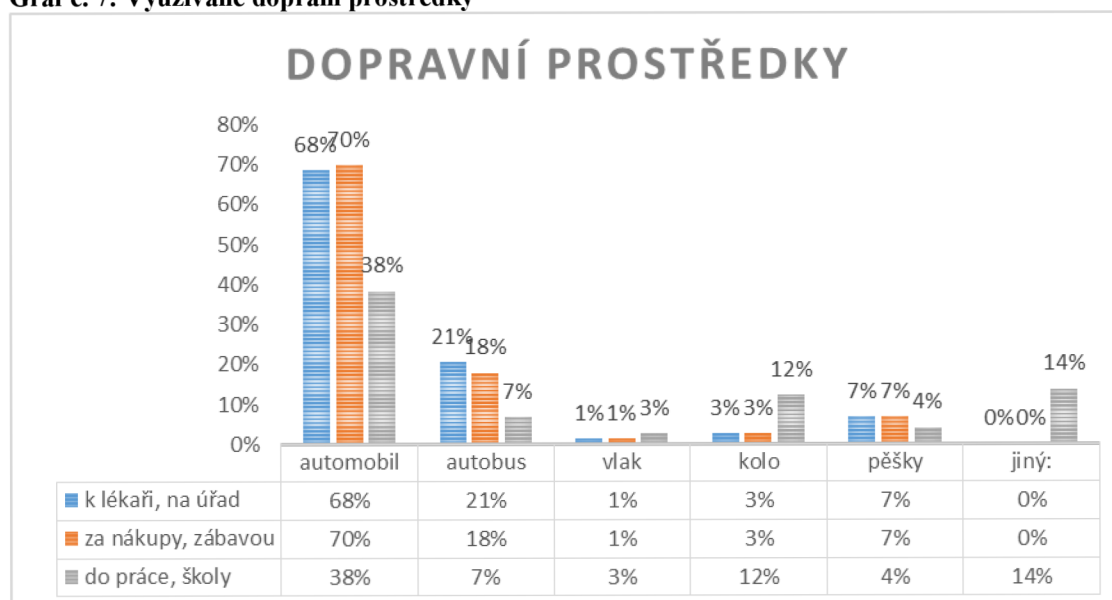 DOPRAVNÍ PROSTŘEDKY
80%
70%
60%
50%
40%
30%
20%
10%
0%
68% 70% 38%
21% 18% 7%
1% 1% 3%
3% 3% 12%
7% 7% 4%
0% 0% 14%
automobil autobus vlak kolo pěšky jiný:
k lékaři, na úřad 68% 21% 1% 3% 7% 0%
za nákupy, zábavou 70% 18% 1% 3% 7% 0%
do práce, školy 38% 7% 3% 12% 4% 14%